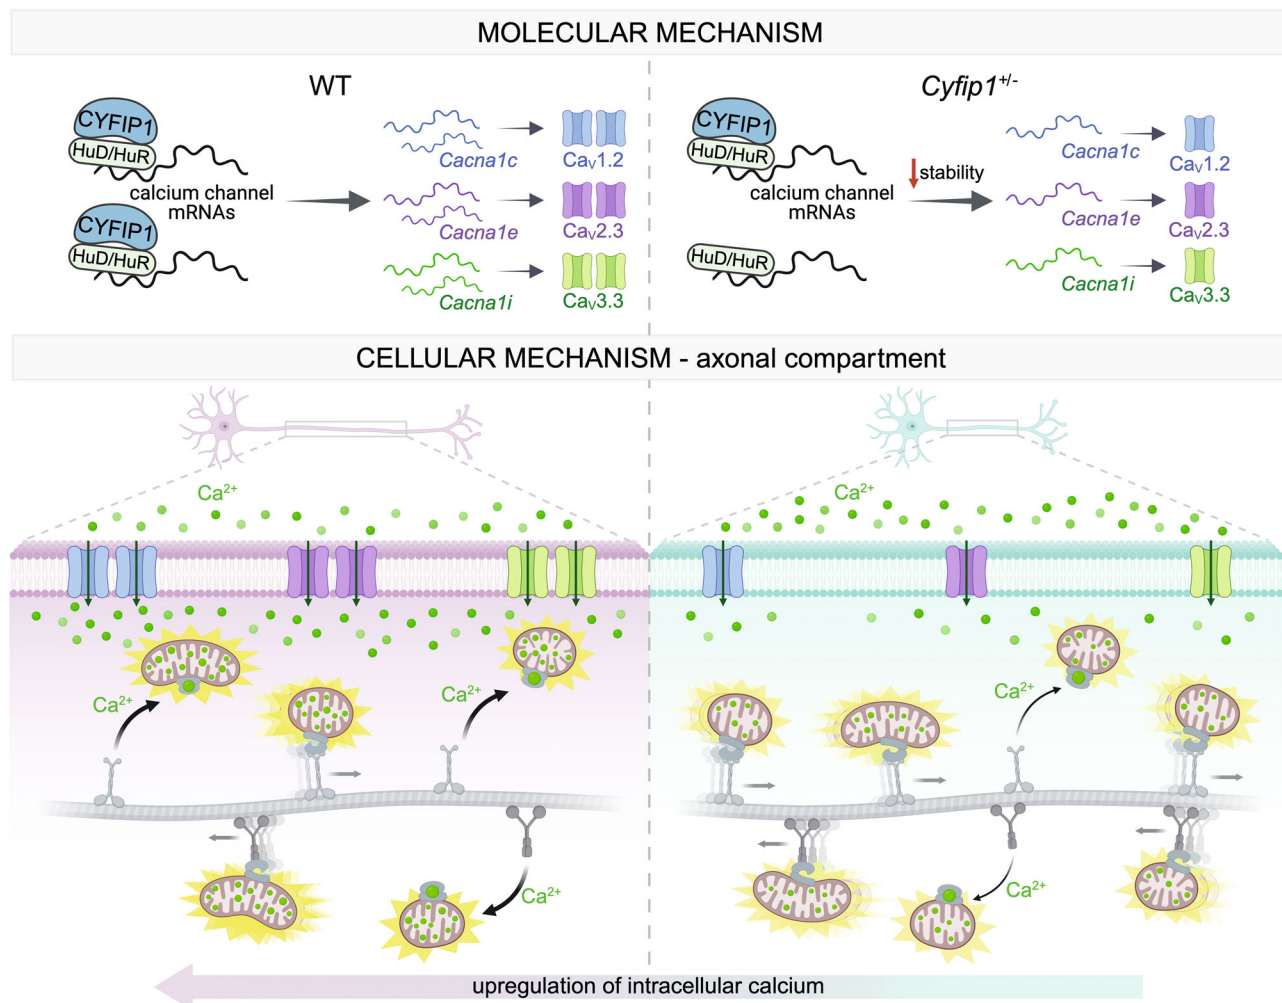 MOLECULAR MECHANISM
WT
CYFIP1
HuD/HuR
calcium channel
mRNAs
CYFIP1
HuD/HuR
Cacna1c
Caᵥ1.2
Cacna1e
Caᵥ2.3
Cacna1i
Caᵥ3.3
Cyfip1⁺/⁻
CYFIP1
HuD/HuR
calcium channel
mRNAs
HuD/HuR
↓stability
Cacna1c
Caᵥ1.2
Cacna1e
Caᵥ2.3
Cacna1i
Caᵥ3.3
CELLULAR MECHANISM - axonal compartment
Ca²⁺
Ca²⁺
Ca²⁺
Ca²⁺
Ca²⁺
Ca²⁺
Ca²⁺
upregulation of intracellular calcium